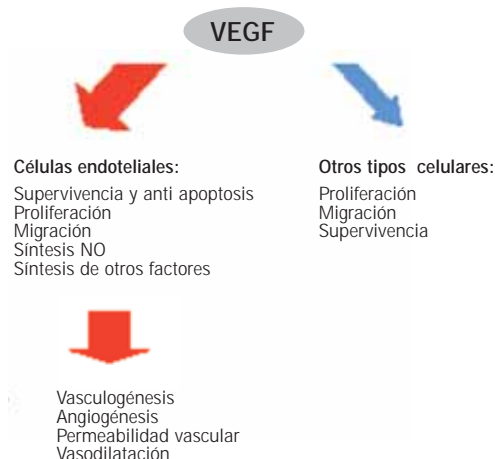 VEGF
Células endoteliales:
Supervivencia y anti apoptosis
Proliferación
Migración
Síntesis NO
Síntesis de otros factores
Otros tipos celulares:
Proliferación
Migración
Supervivencia
Vasculogénesis
Angiogénesis
Permeabilidad vascular
Vasodilatación